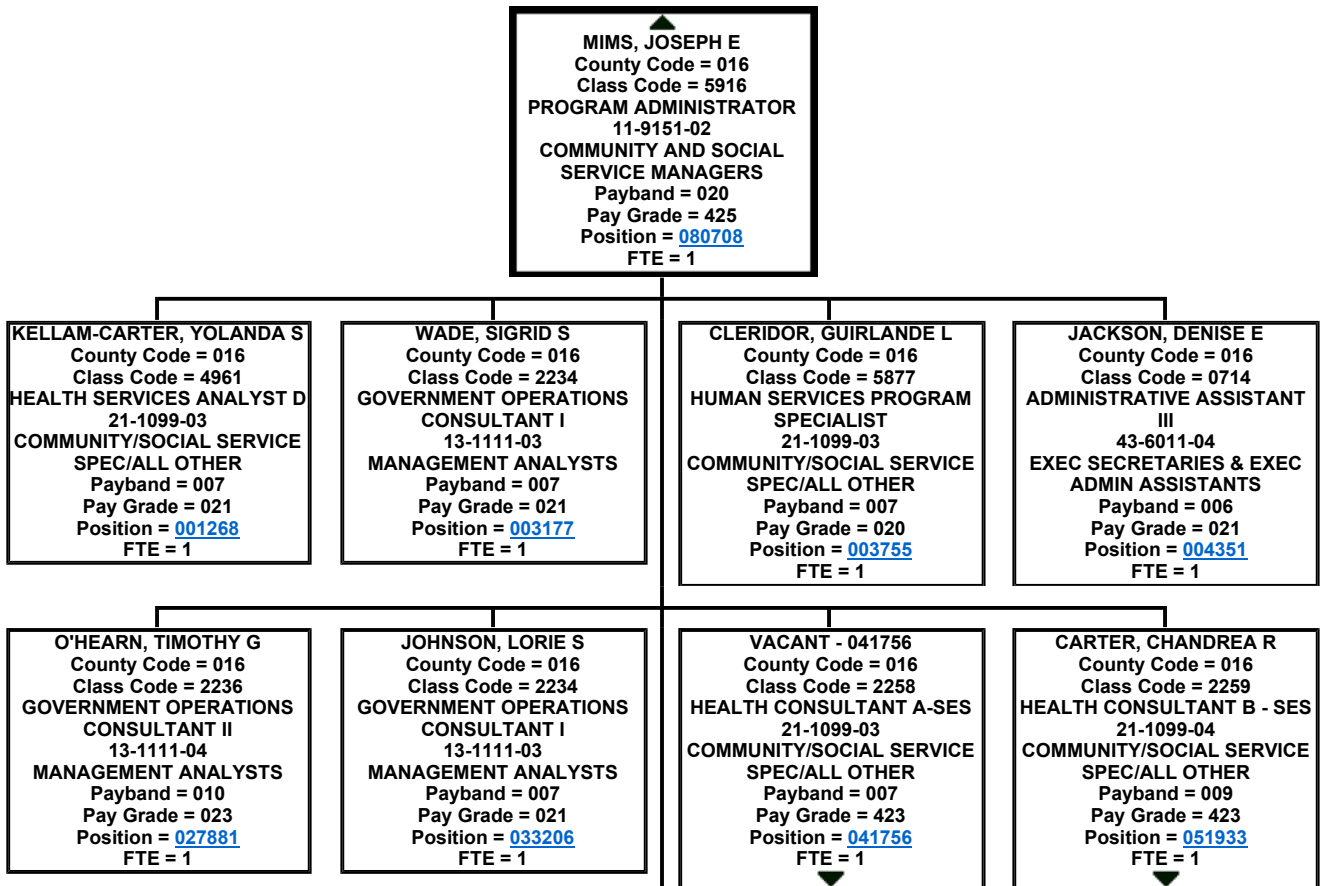 MIMS, JOSEPH E
County Code = 016
Class Code = 5916
PROGRAM ADMINISTRATOR
11-9151-02
COMMUNITY AND SOCIAL
SERVICE MANAGERS
Payband = 020
Pay Grade = 425
Position = 080708
FTE = 1
KELLAM-CARTER, YOLANDA S
County Code = 016
Class Code = 4961
HEALTH SERVICES ANALYST D
21-1099-03
COMMUNITY/SOCIAL SERVICE
SPEC/ALL OTHER
Payband = 007
Pay Grade = 021
Position = 001268
FTE = 1
WADE, SIGRID S
County Code = 016
Class Code = 2234
GOVERNMENT OPERATIONS
CONSULTANT I
13-1111-03
MANAGEMENT ANALYSTS
Payband = 007
Pay Grade = 021
Position = 003177
FTE = 1
CLERIDOR, GUIRLANDE L
County Code = 016
Class Code = 5877
HUMAN SERVICES PROGRAM
SPECIALIST
21-1099-03
COMMUNITY/SOCIAL SERVICE
SPEC/ALL OTHER
Payband = 007
Pay Grade = 020
Position = 003755
FTE = 1
JACKSON, DENISE E
County Code = 016
Class Code = 0714
ADMINISTRATIVE ASSISTANT
III
43-6011-04
EXEC SECRETARIES & EXEC
ADMIN ASSISTANTS
Payband = 006
Pay Grade = 021
Position = 004351
FTE = 1
O'HEARN, TIMOTHY G
County Code = 016
Class Code = 2236
GOVERNMENT OPERATIONS
CONSULTANT II
13-1111-04
MANAGEMENT ANALYSTS
Payband = 010
Pay Grade = 023
Position = 027881
FTE = 1
JOHNSON, LORIE S
County Code = 016
Class Code = 2234
GOVERNMENT OPERATIONS
CONSULTANT I
13-1111-03
MANAGEMENT ANALYSTS
Payband = 007
Pay Grade = 021
Position = 033206
FTE = 1
VACANT - 041756
County Code = 016
Class Code = 2258
HEALTH CONSULTANT A-SES
21-1099-03
COMMUNITY/SOCIAL SERVICE
SPEC/ALL OTHER
Payband = 007
Pay Grade = 423
Position = 041756
FTE = 1
CARTER, CHANDREA R
County Code = 016
Class Code = 2259
HEALTH CONSULTANT B - SES
21-1099-04
COMMUNITY/SOCIAL SERVICE
SPEC/ALL OTHER
Payband = 009
Pay Grade = 423
Position = 051933
FTE = 1